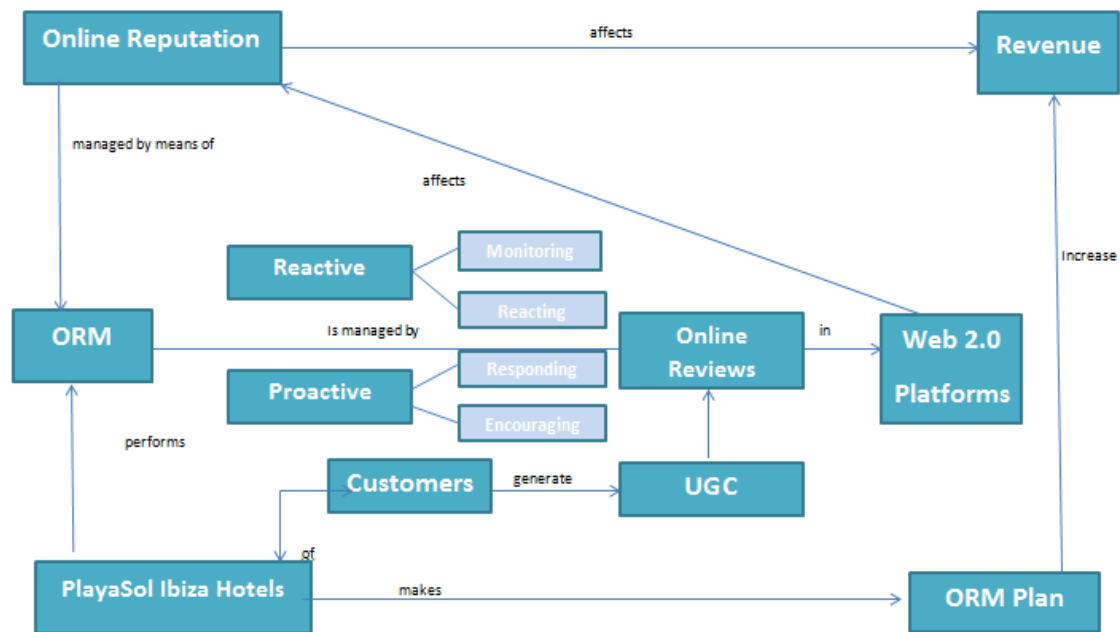 Online Reputation
affects
Revenue
managed by means of
affects
Reactive
Monitoring
Increase
Reacting
ORM
Is managed by
Online
Reviews
in
Web 2.0
Platforms
Proactive
Responding
Encouraging
performs
Customers
generate
UGC
of
PlayaSol Ibiza Hotels
makes
ORM Plan